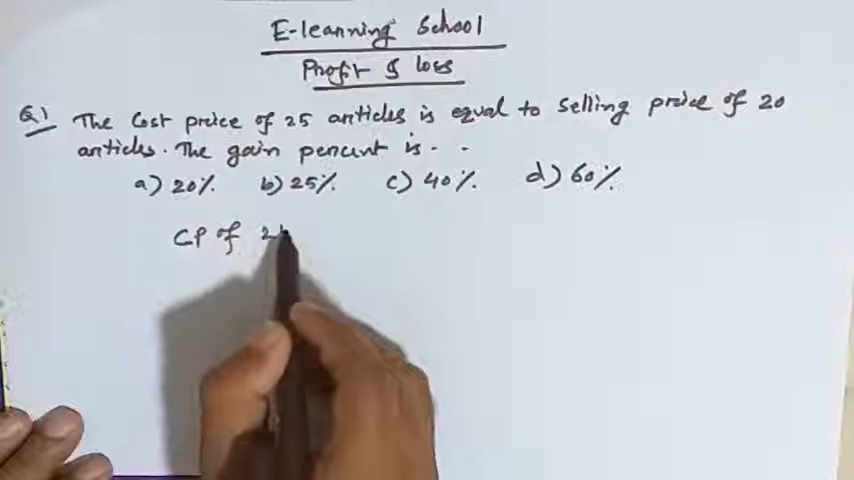 E-learning School
Profit & loss
Q1 The Cost price of 25 articles is equal to Selling price of 20
articles. The gain percent is. .
a) 20% b) 25% c) 40% d) 60%
CP of 2